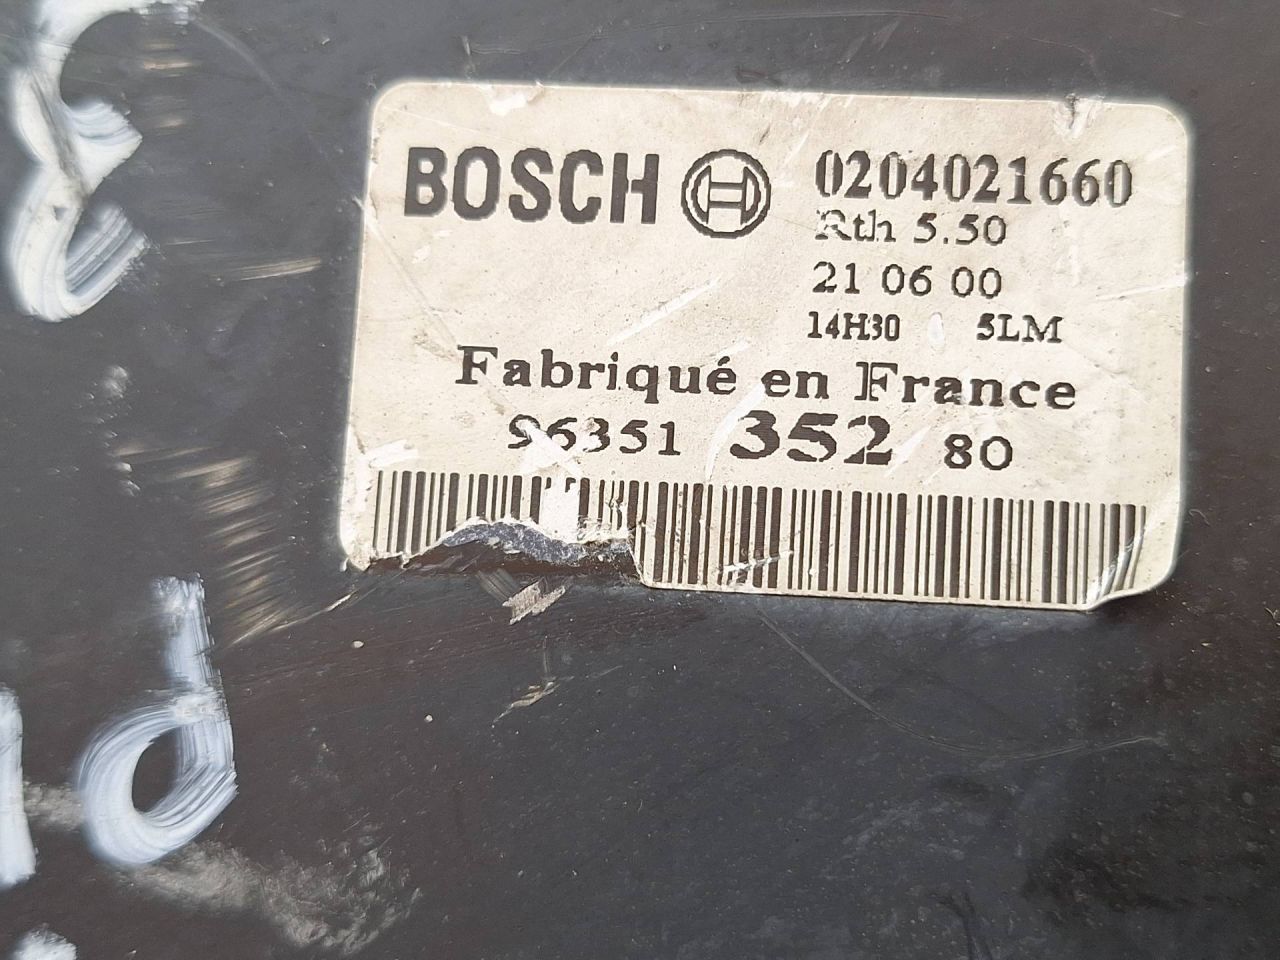 BOSCH 0204021660
Rth 5.50
21 06 00
14H30 5LM
Fabriqué en France
96351 352 80